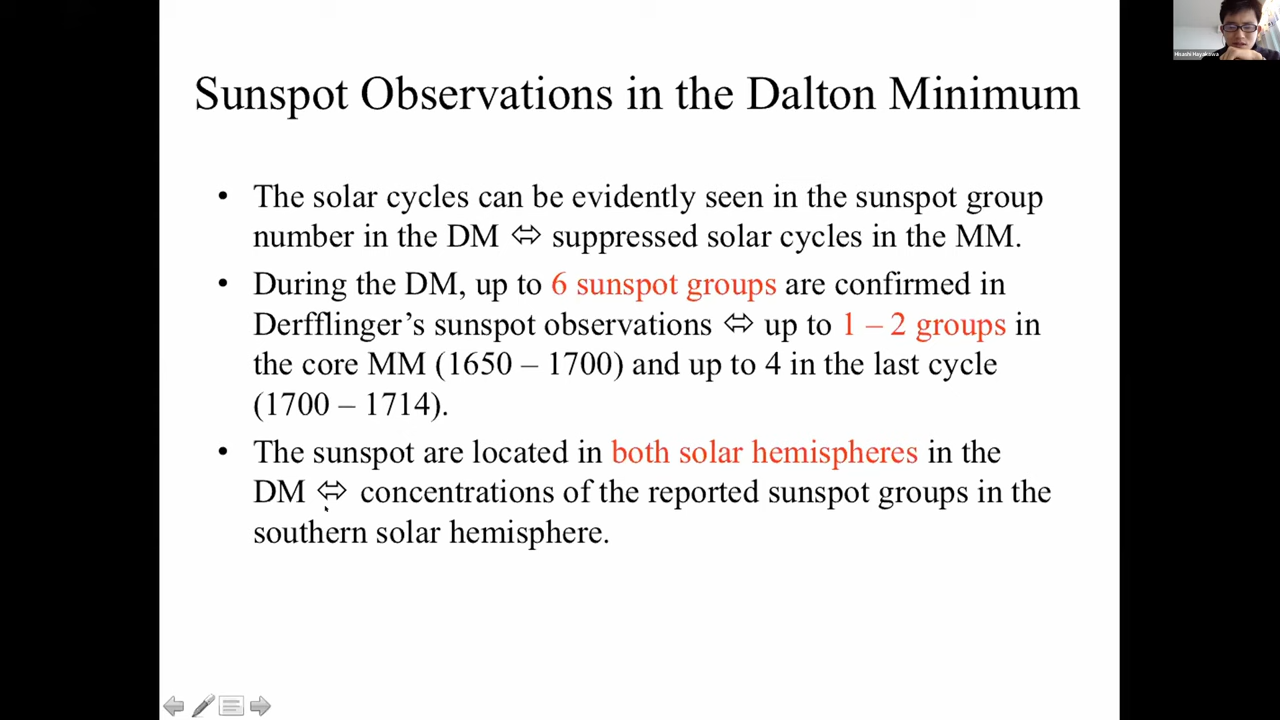 Hisashi Hayakawa
Sunspot Observations in the Dalton Minimum
• The solar cycles can be evidently seen in the sunspot group
number in the DM ⇔ suppressed solar cycles in the MM.
• During the DM, up to 6 sunspot groups are confirmed in
Derfflinger’s sunspot observations ⇔ up to 1 – 2 groups in
the core MM (1650 – 1700) and up to 4 in the last cycle
(1700 – 1714).
• The sunspot are located in both solar hemispheres in the
DM ⇔ concentrations of the reported sunspot groups in the
southern solar hemisphere.